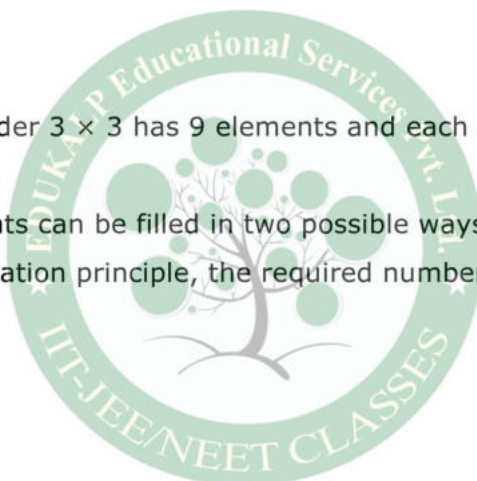 EDUKALP Educational Services Pvt. Ltd.
der 3 × 3 has 9 elements and each
ts can be filled in two possible ways
ation principle, the required number
IIT-JEE/NEET CLASSES